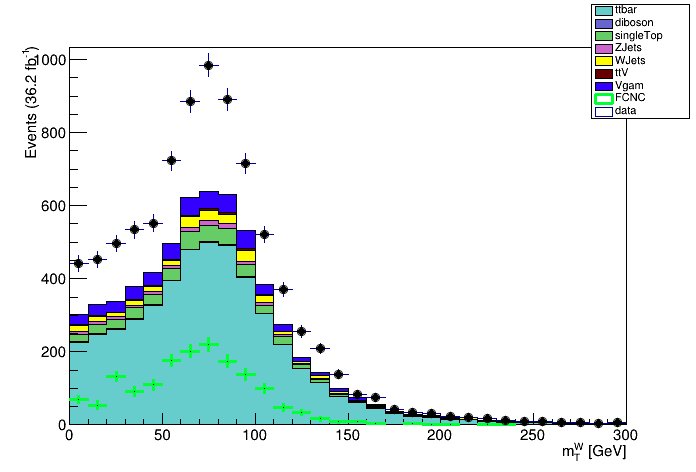 ttbar
diboson
singleTop
ZJets
WJets
ttV
Vgam
FCNC
data
Events (36.2 fb⁻¹)
1000
800
600
400
200
0
0 50 100 150 200 250 300
m_T^W [GeV]